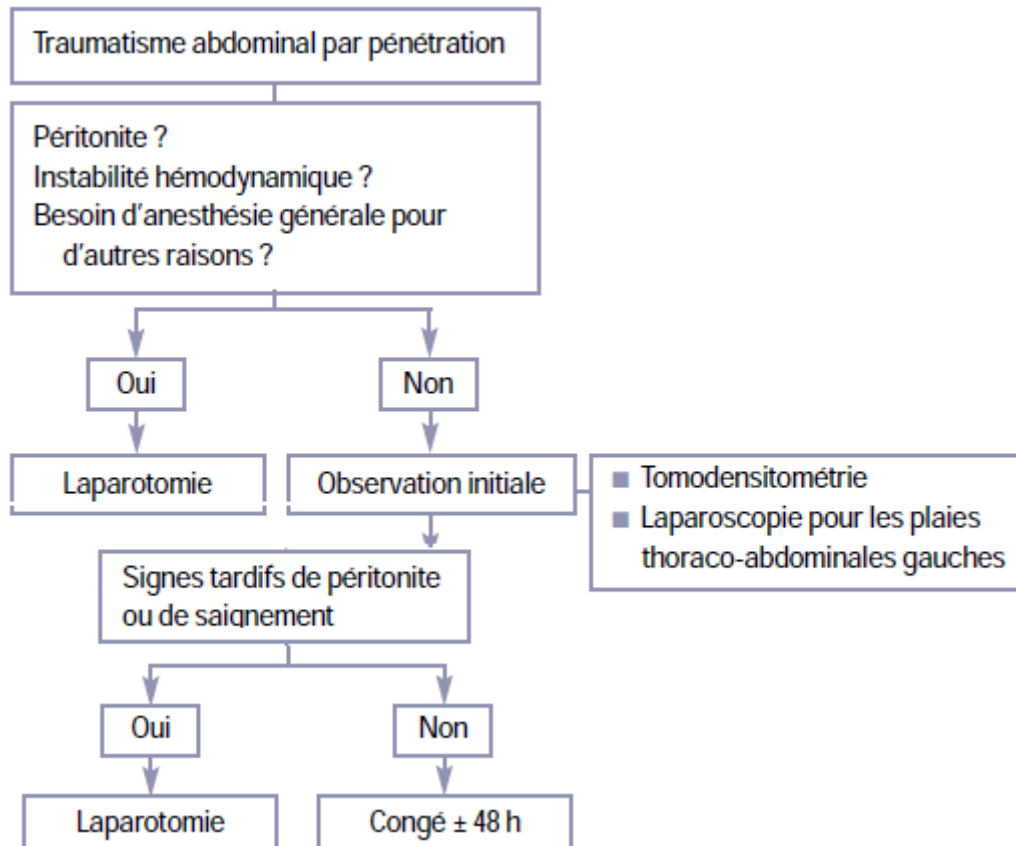 Traumatisme abdominal par pénétration
Péritonite ?
Instabilité hémodynamique ?
Besoin d'anesthésie générale pour
d'autres raisons ?
Oui
Non
Laparotomie
Observation initiale
■ Tomodensitométrie
■ Laparoscopie pour les plaies
thoraco-abdominales gauches
Signes tardifs de péritonite
ou de saignement
Oui
Non
Laparotomie
Congé ± 48 h